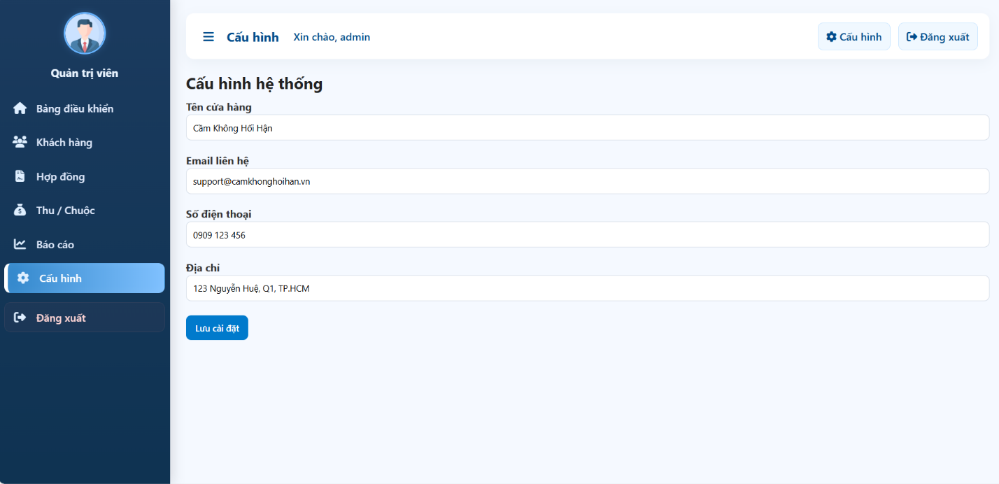 Quản trị viên
Bảng điều khiển
Khách hàng
Hợp đồng
Thu / Chuộc
Báo cáo
Cấu hình
Đăng xuất
Cấu hình Xin chào, admin Cấu hình Đăng xuất
Cấu hình hệ thống
Tên cửa hàng
Cầm Không Hối Hận
Email liên hệ
support@camkhonghoihan.vn
Số điện thoại
0909 123 456
Địa chỉ
123 Nguyễn Huệ, Q1, TP.HCM
Lưu cài đặt